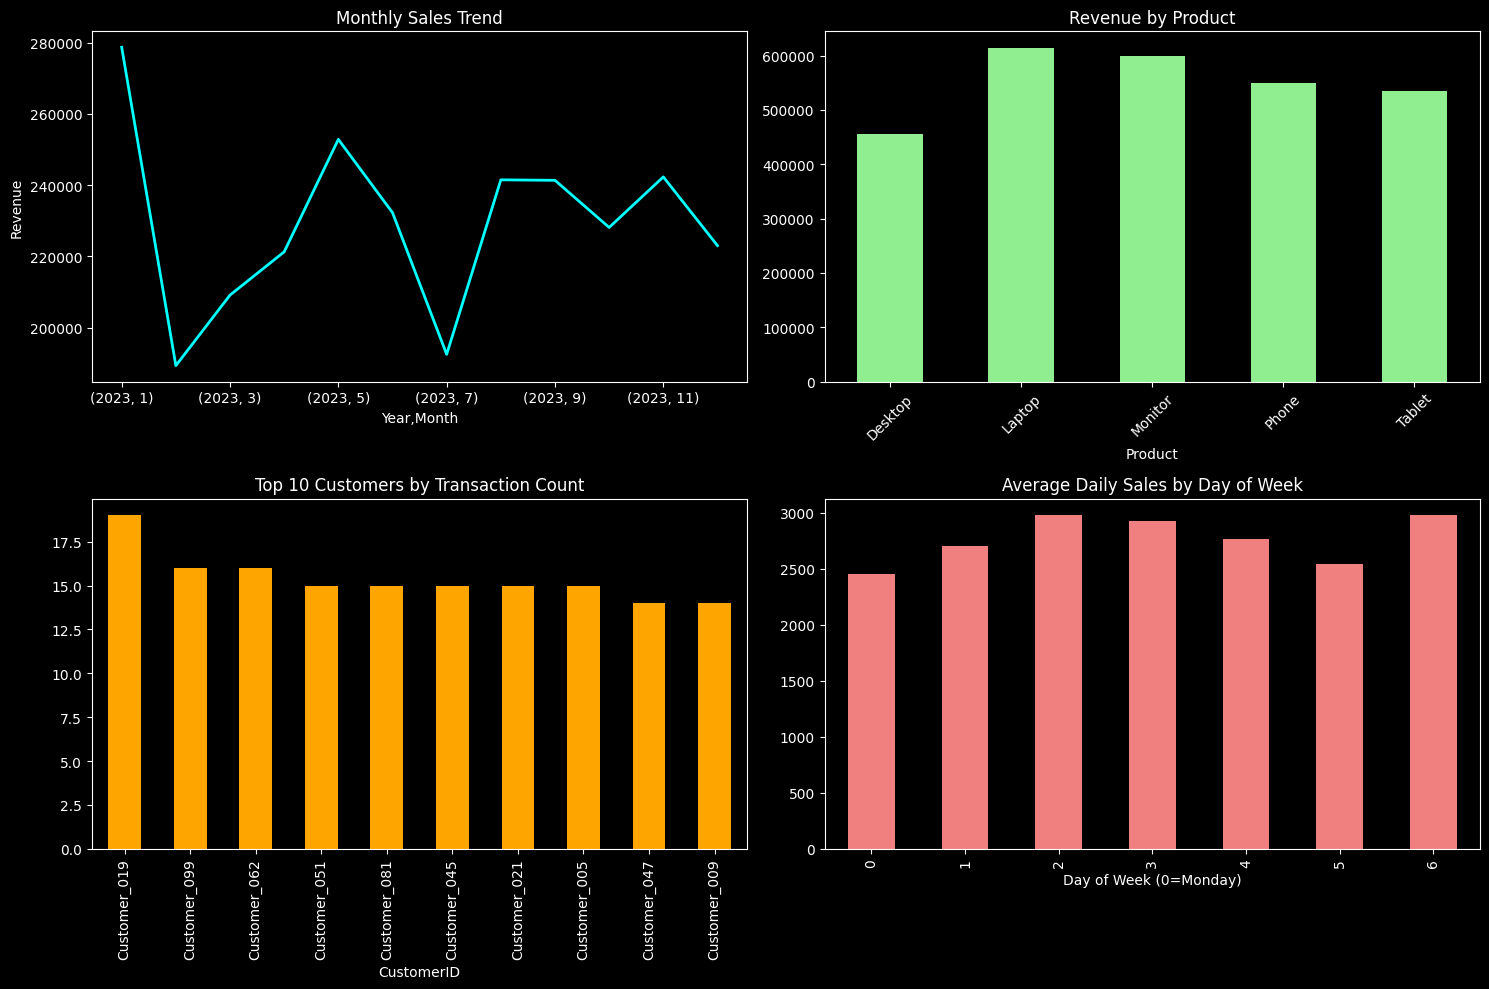 Monthly Sales Trend
280000
260000
240000
220000
200000
Revenue
(2023, 1) (2023, 3) (2023, 5) (2023, 7) (2023, 9) (2023, 11)
Year,Month
Revenue by Product
600000
500000
400000
300000
200000
100000
0
Desktop
Laptop
Monitor
Phone
Tablet
Product
Top 10 Customers by Transaction Count
17.5
15.0
12.5
10.0
7.5
5.0
2.5
0.0
Customer_019
Customer_099
Customer_062
Customer_051
Customer_081
Customer_045
Customer_021
Customer_005
Customer_047
Customer_009
CustomerID
Average Daily Sales by Day of Week
3000
2500
2000
1500
1000
500
0
0
1
2
3
4
5
6
Day of Week (0=Monday)